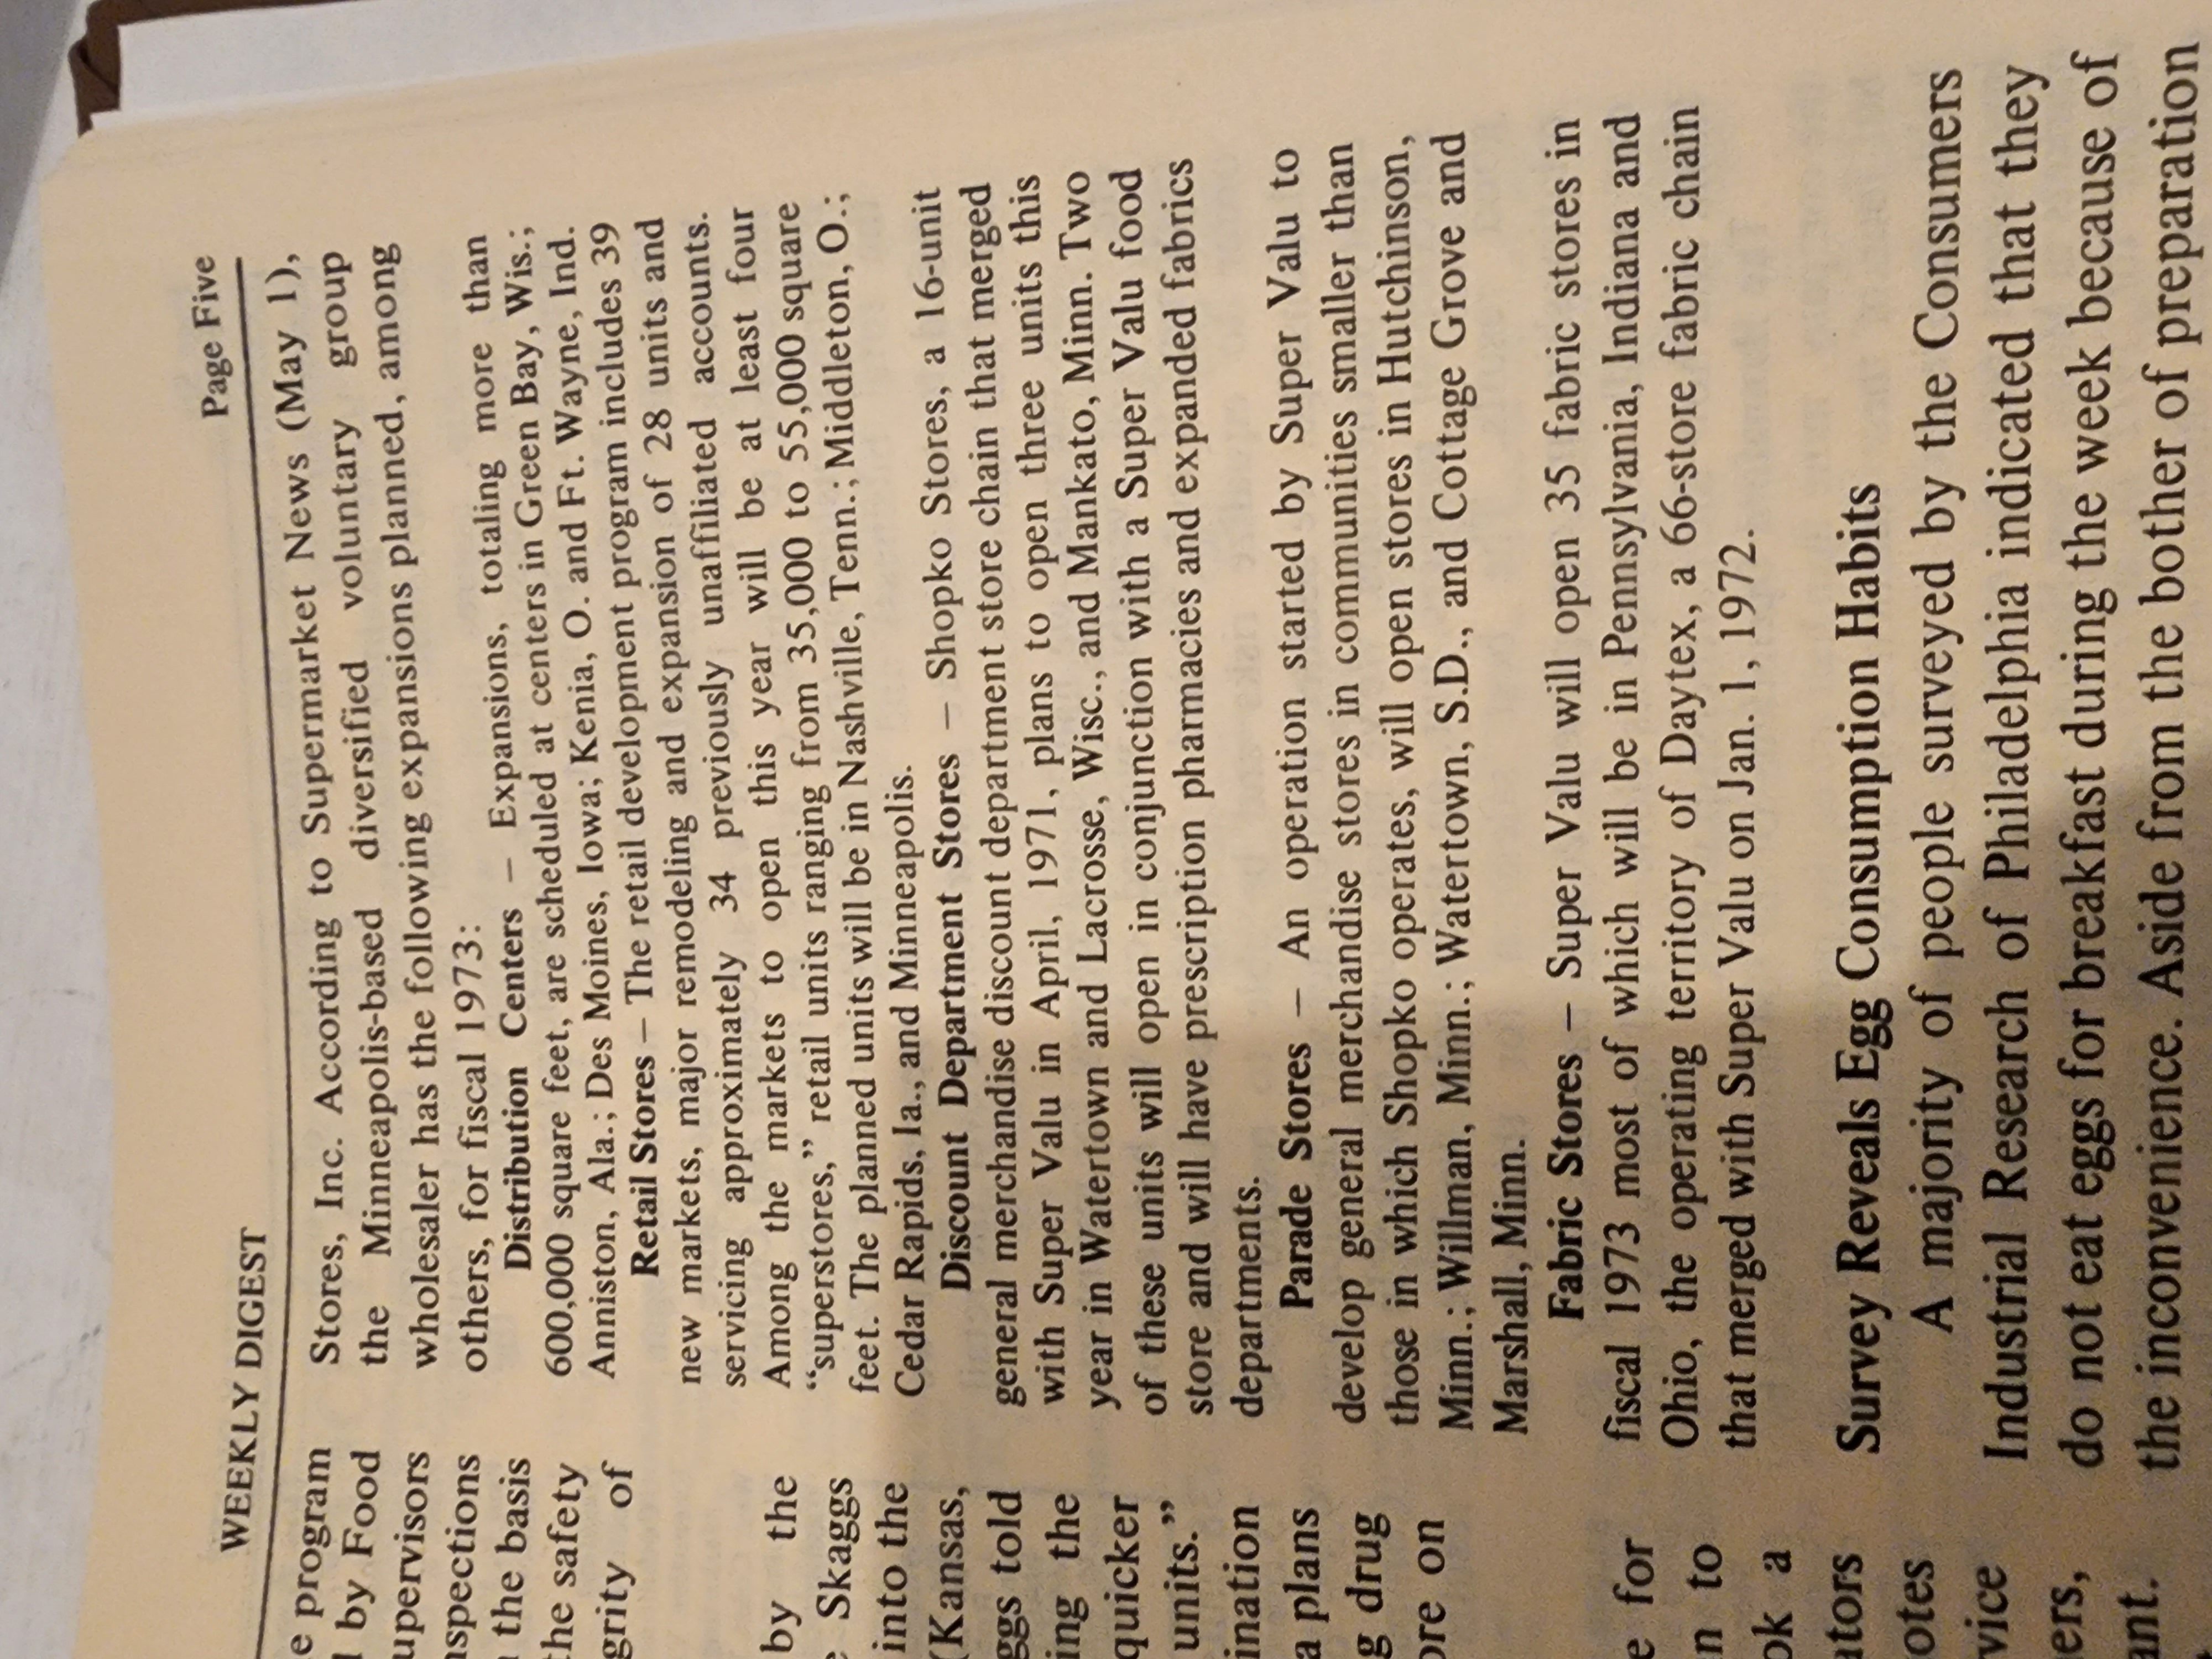 WEEKLY DIGEST
Page Five
e program
by Food
upervisors
nspections
the basis
the safety
grity of
by the
Skaggs
into the
(Kansas,
ggs told
ing the
quicker
units.”
ination
a plans
g drug
ore on
e for
n to
ok a
ators
otes
vice
ers,
ant.
Stores, Inc. According to Supermarket News (May 1),
the Minneapolis-based diversified voluntary group
wholesaler has the following expansions planned, among
others, for fiscal 1973:
Distribution Centers – Expansions, totaling more than
600,000 square feet, are scheduled at centers in Green Bay, Wis.;
Anniston, Ala.; Des Moines, Iowa; Kenia, O. and Ft. Wayne, Ind.
Retail Stores – The retail development program includes 39
new markets, major remodeling and expansion of 28 units and
servicing approximately 34 previously unaffiliated accounts.
Among the markets to open this year will be at least four
“superstores,” retail units ranging from 35,000 to 55,000 square
feet. The planned units will be in Nashville, Tenn.; Middleton, O.;
Cedar Rapids, Ia., and Minneapolis.
Discount Department Stores – Shopko Stores, a 16-unit
general merchandise discount department store chain that merged
with Super Valu in April, 1971, plans to open three units this
year in Watertown and Lacrosse, Wisc., and Mankato, Minn. Two
of these units will open in conjunction with a Super Valu food
store and will have prescription pharmacies and expanded fabrics
departments.
Parade Stores – An operation started by Super Valu to
develop general merchandise stores in communities smaller than
those in which Shopko operates, will open stores in Hutchinson,
Minn.; Willman, Minn.; Watertown, S.D., and Cottage Grove and
Marshall, Minn.
Fabric Stores – Super Valu will open 35 fabric stores in
fiscal 1973 most of which will be in Pennsylvania, Indiana and
Ohio, the operating territory of Daytex, a 66-store fabric chain
that merged with Super Valu on Jan. 1, 1972.
Survey Reveals Egg Consumption Habits
A majority of people surveyed by the Consumers
Industrial Research of Philadelphia indicated that they
do not eat eggs for breakfast during the week because of
the inconvenience. Aside from the bother of preparation